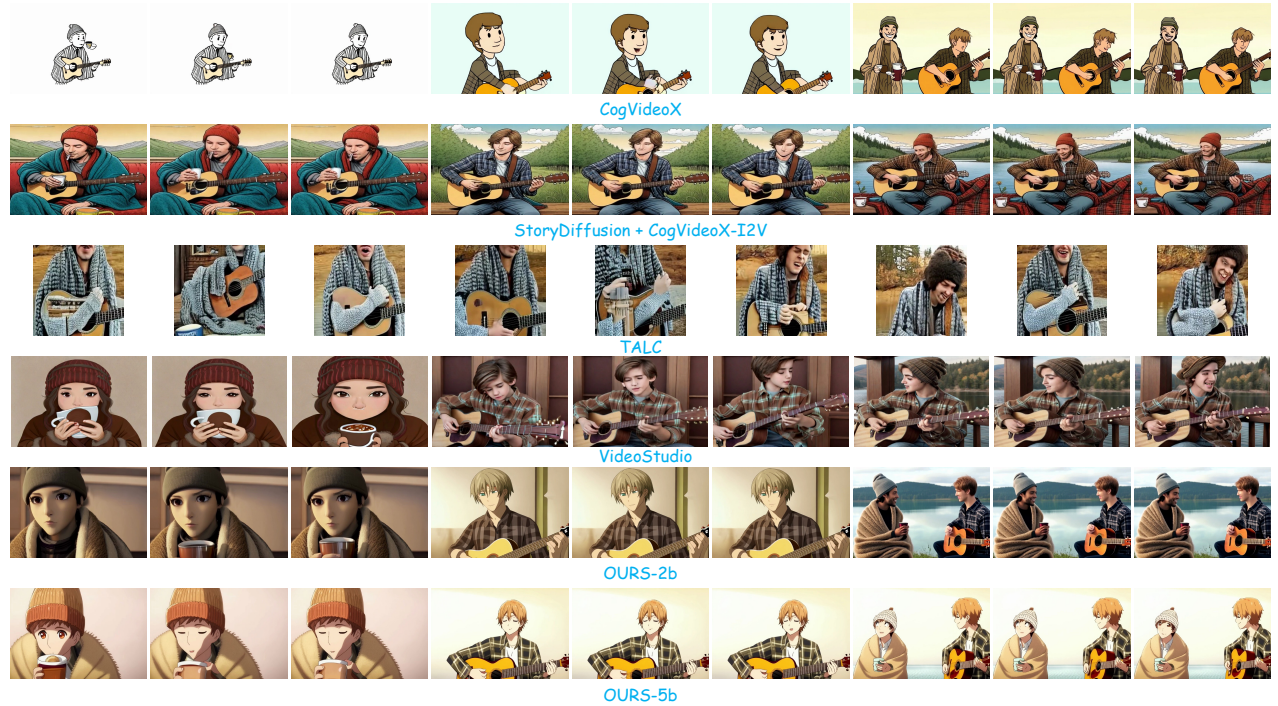 CogVideoX
StoryDiffusion + CogVideoX-I2V
TALC
VideoStudio
OURS-2b
OURS-5b